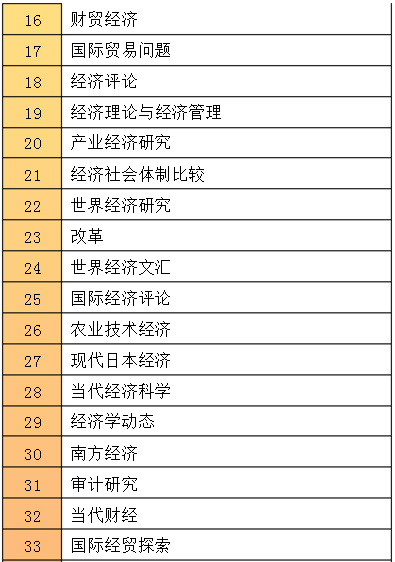 16 财贸经济
17 国际贸易问题
18 经济评论
19 经济理论与经济管理
20 产业经济研究
21 经济社会体制比较
22 世界经济研究
23 改革
24 世界经济文汇
25 国际经济评论
26 农业技术经济
27 现代日本经济
28 当代经济科学
29 经济学动态
30 南方经济
31 审计研究
32 当代财经
33 国际经贸探索